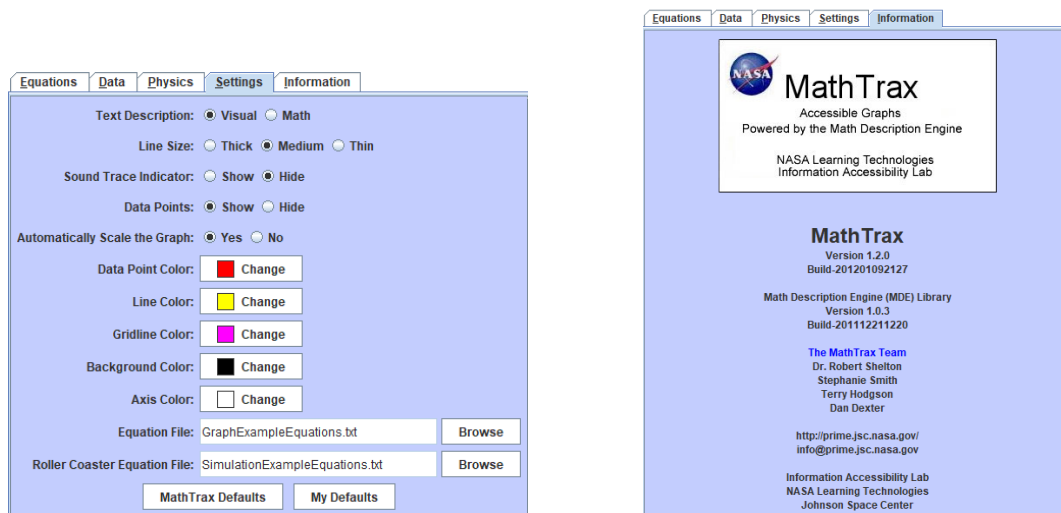 Equations Data Physics Settings Information
Text Description: Visual Math
Line Size: Thick Medium Thin
Sound Trace Indicator: Show Hide
Data Points: Show Hide
Automatically Scale the Graph: Yes No
Data Point Color: Change
Line Color: Change
Gridline Color: Change
Background Color: Change
Axis Color: Change
Equation File: GraphExampleEquations.txt Browse
Roller Coaster Equation File: SimulationExampleEquations.txt Browse
MathTrax Defaults My Defaults
Equations Data Physics Settings Information
NASA
MathTrax
Accessible Graphs
Powered by the Math Description Engine
NASA Learning Technologies
Information Accessibility Lab
MathTrax
Version 1.2.0
Build-201201092127
Math Description Engine (MDE) Library
Version 1.0.3
Build-201112211220
The MathTrax Team
Dr. Robert Shelton
Stephanie Smith
Terry Hodgson
Dan Dexter
http://prime.jsc.nasa.gov/
info@prime.jsc.nasa.gov
Information Accessibility Lab
NASA Learning Technologies
Johnson Space Center